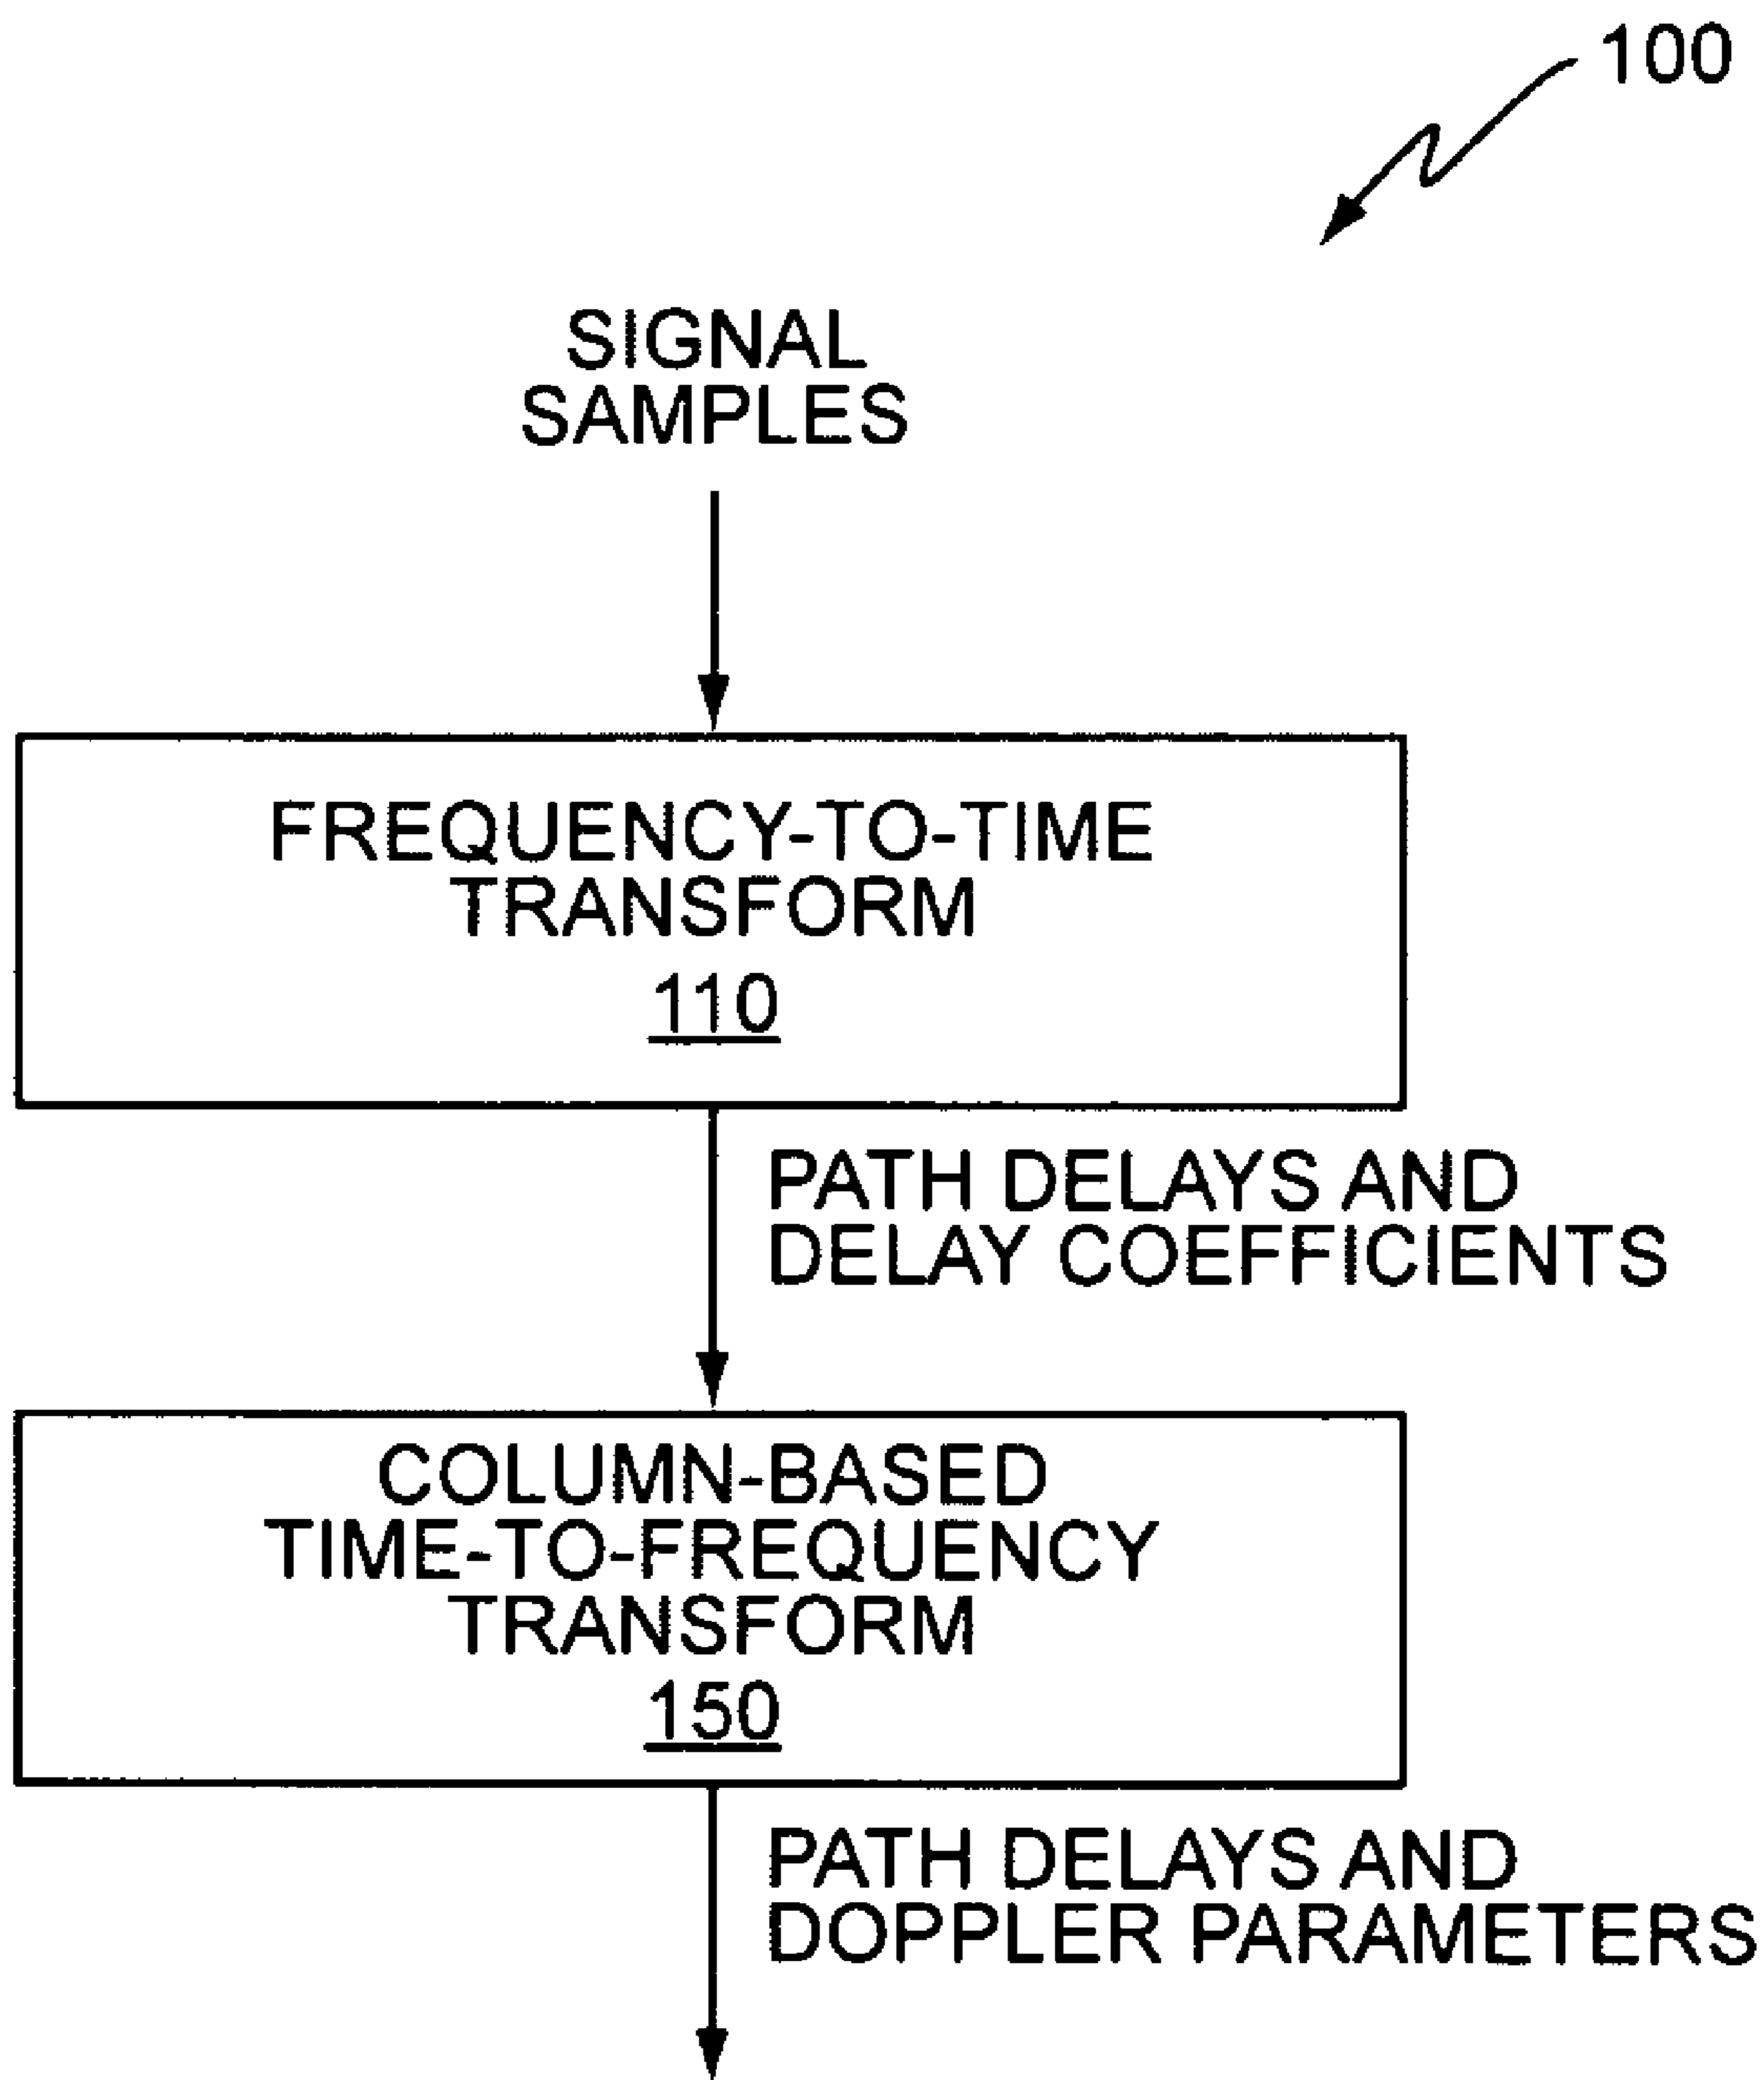 100
SIGNAL
SAMPLES
FREQUENCY-TO-TIME
TRANSFORM
110
PATH DELAYS AND
DELAY COEFFICIENTS
COLUMN-BASED
TIME-TO-FREQUENCY
TRANSFORM
150
PATH DELAYS AND
DOPPLER PARAMETERS